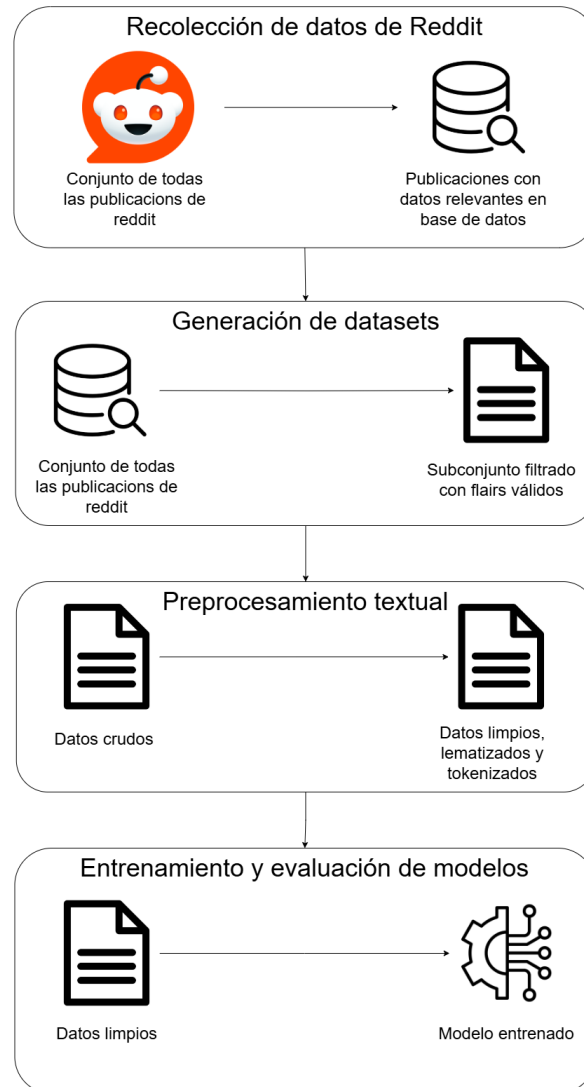 Recolección de datos de Reddit
Conjunto de todas
las publicacions de
reddit
Publicaciones con
datos relevantes en
base de datos
Generación de datasets
Conjunto de todas
las publicacions de
reddit
Subconjunto filtrado
con flairs válidos
Preprocesamiento textual
Datos crudos
Datos limpios,
lematizados y
tokenizados
Entrenamiento y evaluación de modelos
Datos limpios
Modelo entrenado